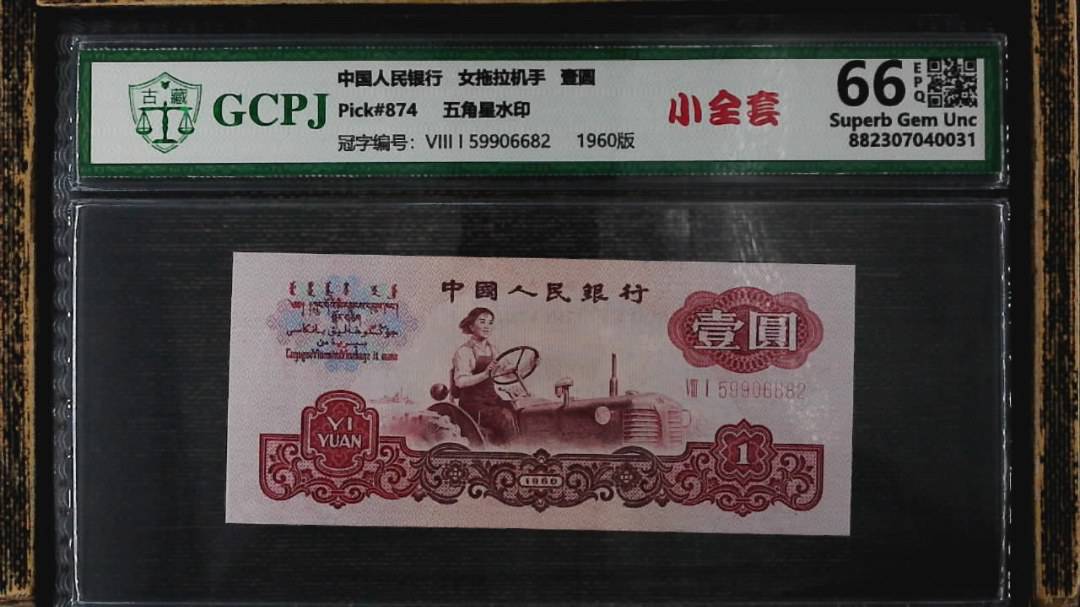 古藏
GCPJ
中国人民银行 女拖拉机手 壹圆
Pick#874 五角星水印
冠字编号： VIII I 59906682 1960版
小全套
66 EPQ
Superb Gem Unc
882307040031
中國人民銀行
壹圓
VIII I 59906682
YI
YUAN
1
1960